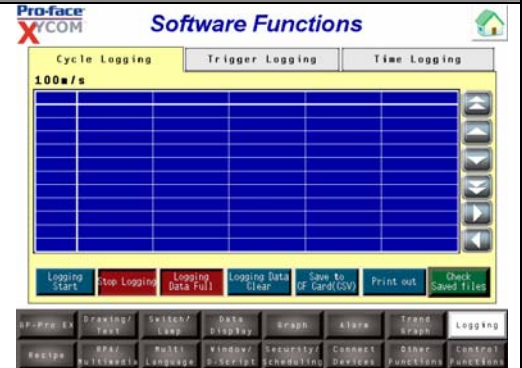 Pro-face
XYCOM
Software Functions
Cycle Logging
Trigger Logging
Time Logging
100m/s
Logging Start
Stop Logging
Logging Data Full
Logging Data Clear
Save to CF Card(CSV)
Print out
Check Saved files
GP-Pro EX
Drawing/ Text
Switch/ Lamp
Data Display
Graph
Alarm
Trend Graph
Logging
Recipe
RPA/ Multimedia
Multi Language
Window/ D-Script
Security/ Scheduling
Connect Devices
Other Functions
Control Functions